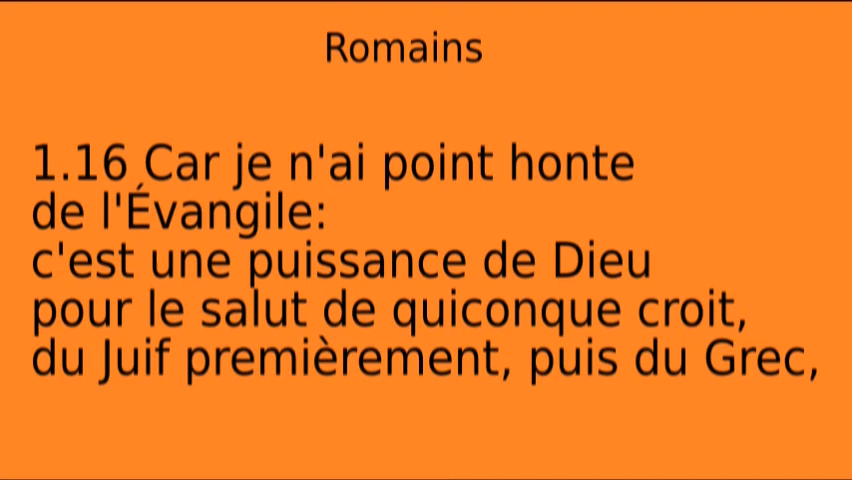 Romains
1.16 Car je n'ai point honte
de l'Évangile:
c'est une puissance de Dieu
pour le salut de quiconque croit,
du Juif premièrement, puis du Grec,